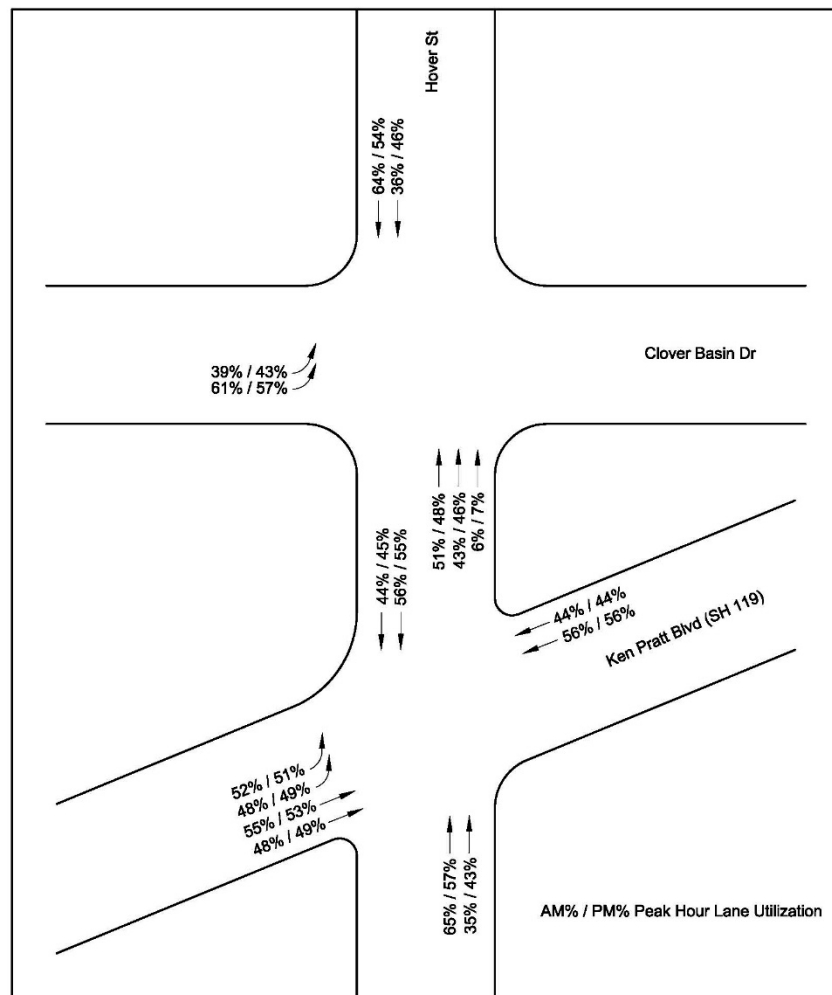 Hover St
64% / 54%
36% / 46%
Clover Basin Dr
39% / 43%
61% / 57%
51% / 48%
43% / 46%
6% / 7%
44% / 45%
56% / 55%
44% / 44%
56% / 56%
Ken Pratt Blvd (SH 119)
52% / 51%
48% / 49%
55% / 53%
48% / 49%
65% / 57%
35% / 43%
AM% / PM% Peak Hour Lane Utilization